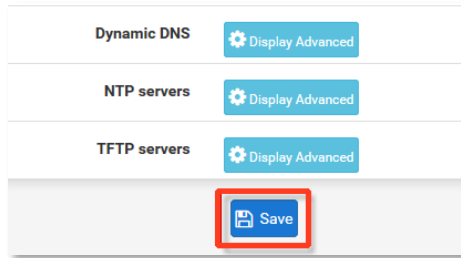 Dynamic DNS
Display Advanced
NTP servers
Display Advanced
TFTP servers
Display Advanced
Save